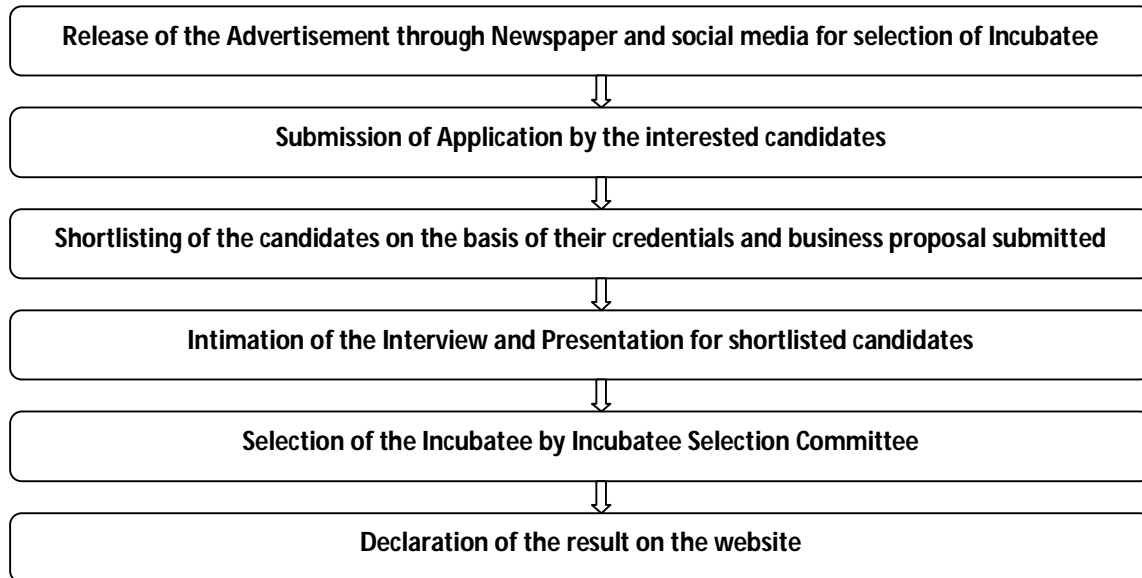 Release of the Advertisement through Newspaper and social media for selection of Incubatee
Submission of Application by the interested candidates
Shortlisting of the candidates on the basis of their credentials and business proposal submitted
Intimation of the Interview and Presentation for shortlisted candidates
Selection of the Incubatee by Incubatee Selection Committee
Declaration of the result on the website